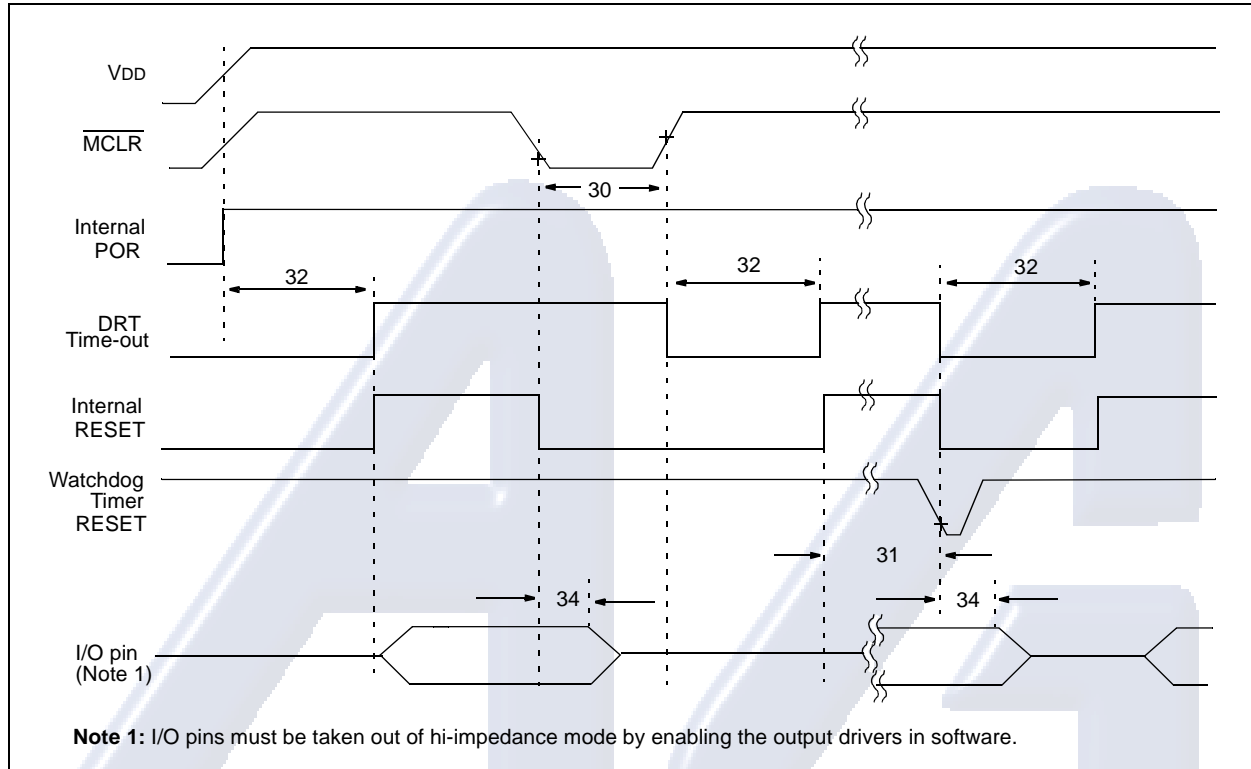 VDD
MCLR
30
Internal
POR
32
32
32
DRT
Time-out
Internal
RESET
Watchdog
Timer
RESET
31
34
34
I/O pin
(Note 1)
Note 1: I/O pins must be taken out of hi-impedance mode by enabling the output drivers in software.